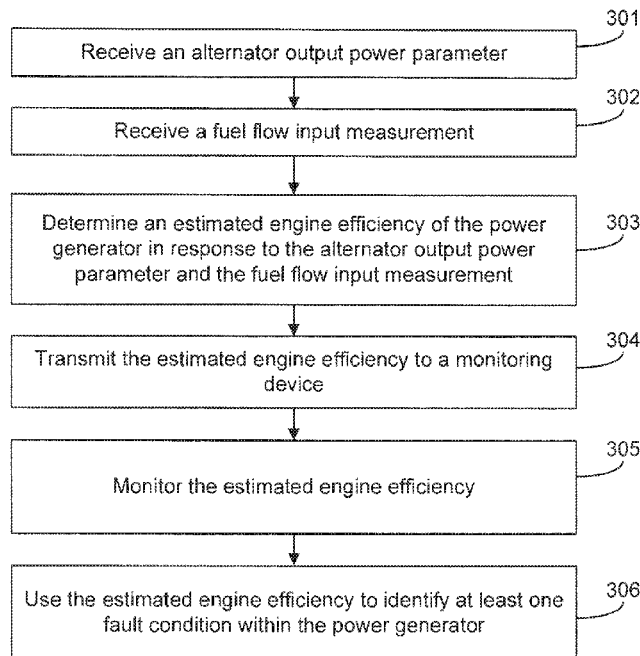 301
Receive an alternator output power parameter
302
Receive a fuel flow input measurement
303
Determine an estimated engine efficiency of the power
generator in response to the alternator output power
parameter and the fuel flow input measurement
304
Transmit the estimated engine efficiency to a monitoring
device
305
Monitor the estimated engine efficiency
306
Use the estimated engine efficiency to identify at least one
fault condition within the power generator